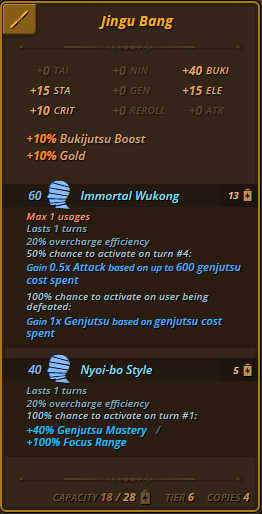 Jingu Bang
+0 TAI +0 NIN +40 BUKI
+15 STA +0 GEN +15 ELE
+10 CRIT +0 REROLL +0 ATK
+10% Bukijutsu Boost
+10% Gold
60 Immortal Wukong 13
Max 1 usages
Lasts 1 turns
20% overcharge efficiency
50% chance to activate on turn #4:
Gain 0.5x Attack based on up to 600 genjutsu
cost spent
100% chance to activate on user being
defeated:
Gain 1x Genjutsu based on genjutsu cost
spent
40 Nyoi-bo Style 5
Lasts 1 turns
20% overcharge efficiency
100% chance to activate on turn #1:
+40% Genjutsu Mastery /
+100% Focus Range
CAPACITY 18 / 28 TIER 6 COPIES 4